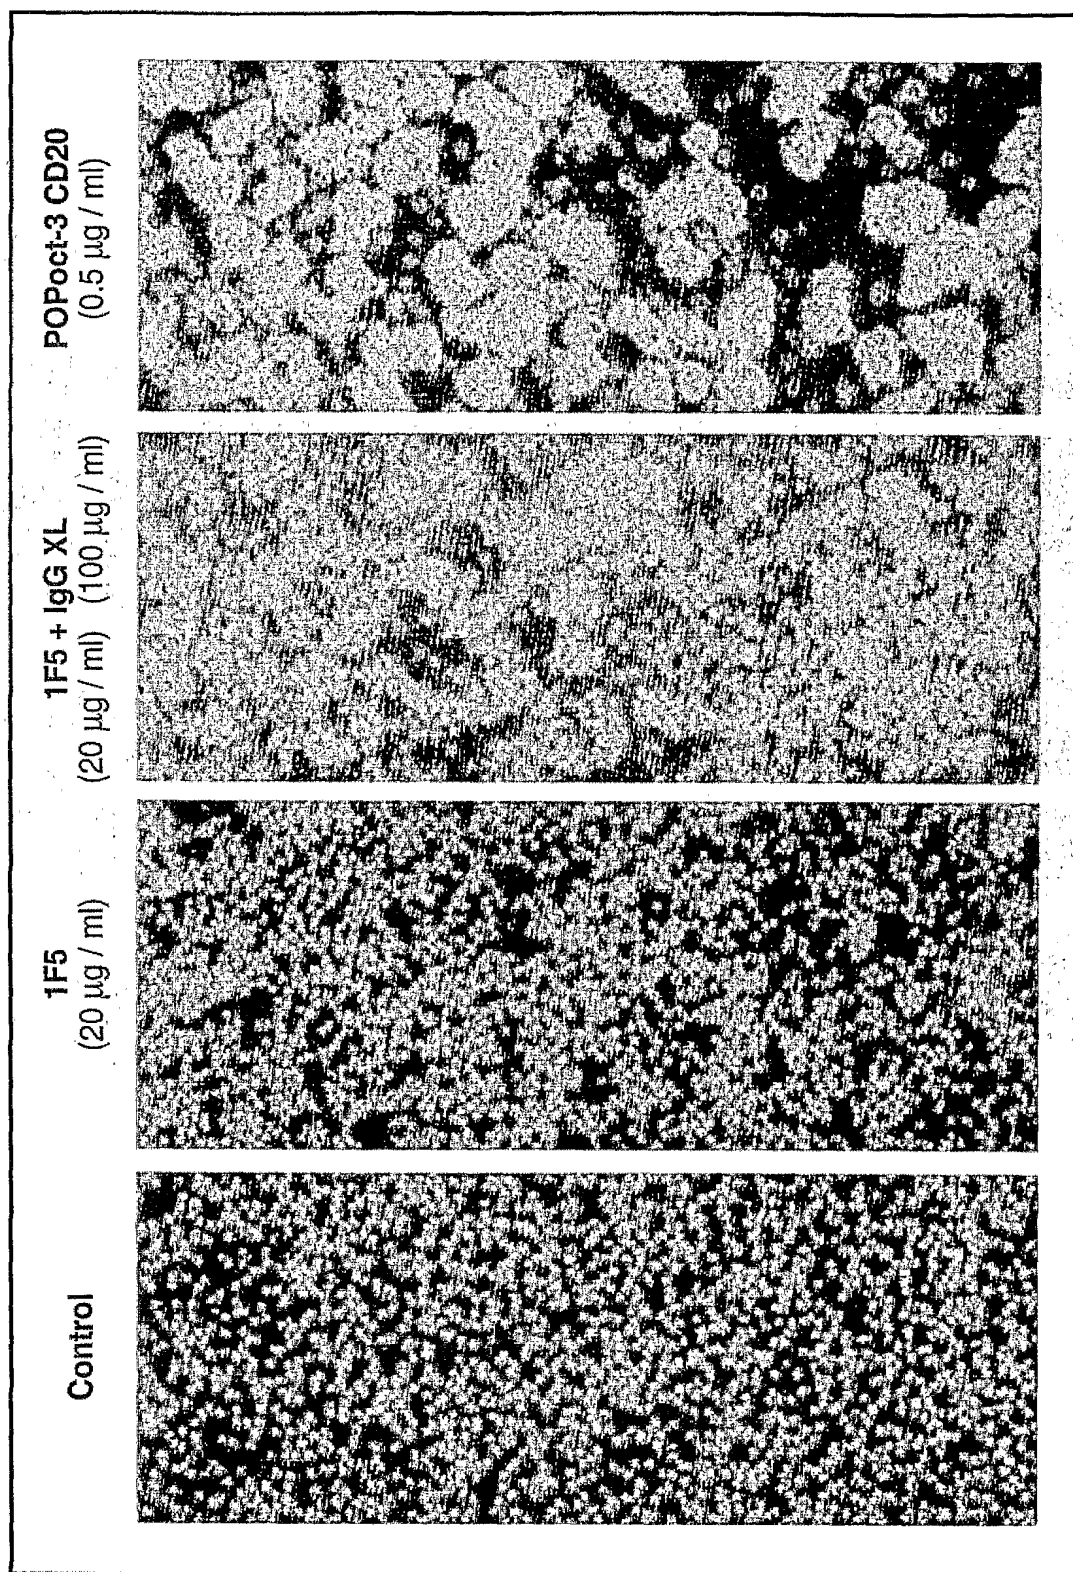 Control
1F5
(20 µg / ml)
1F5 + IgG XL
(20 µg / ml) (100 µg / ml)
POPoct-3 CD20
(0.5 µg / ml)